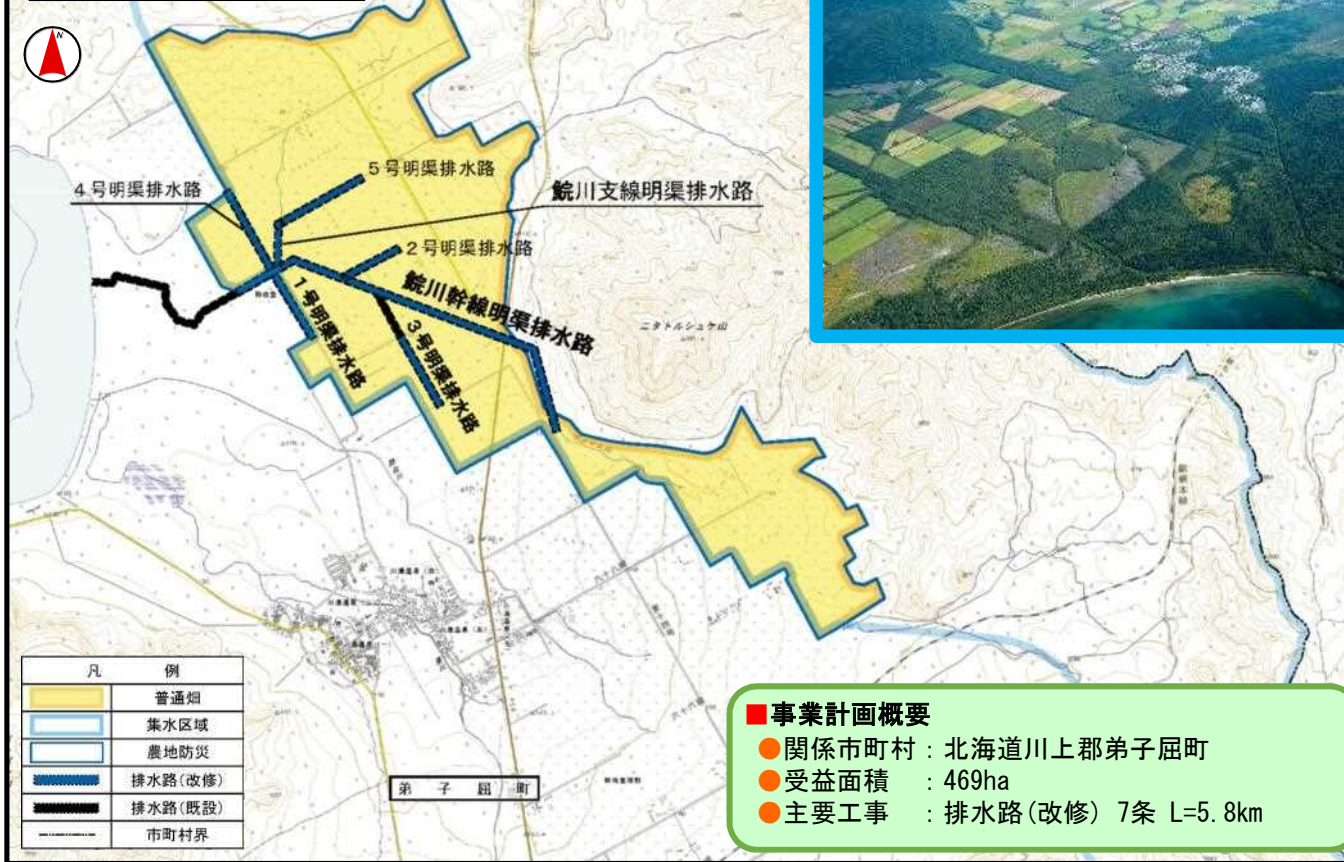 N
4号明渠排水路
5号明渠排水路
鯇川支線明渠排水路
2号明渠排水路
鯇川幹線明渠排水路
1号明渠排水路
3号明渠排水路
ニタトルシュケ山
弟子屈町
凡例
普通畑
集水区域
農地防災
排水路(改修)
排水路(既設)
市町村界
■事業計画概要
●関係市町村：北海道川上郡弟子屈町
●受益面積　：469ha
●主要工事　：排水路(改修) 7条 L=5.8km